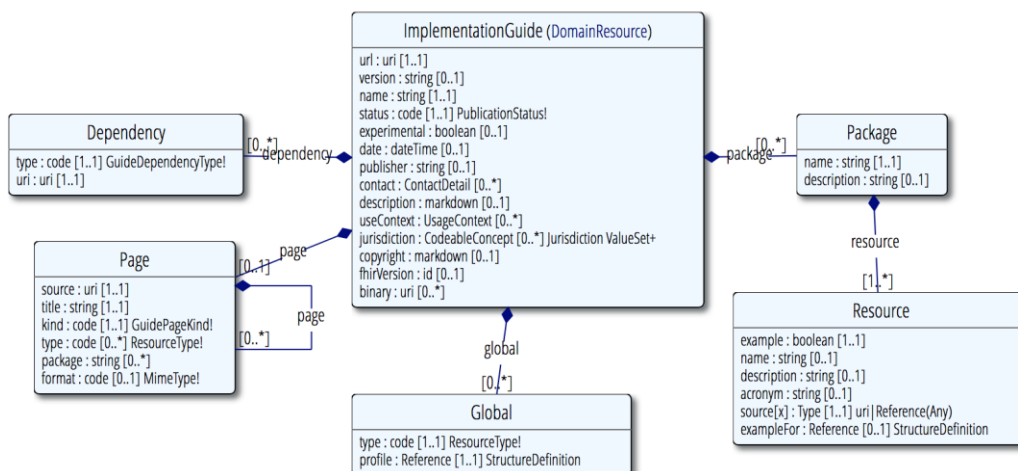 ImplementationGuide (DomainResource)
url : uri [1..1]
version : string [0..1]
name : string [1..1]
status : code [1..1] PublicationStatus!
experimental : boolean [0..1]
date : dateTime [0..1]
publisher : string [0..1]
contact : ContactDetail [0..*]
description : markdown [0..1]
useContext : UsageContext [0..*]
jurisdiction : CodeableConcept [0..*] Jurisdiction ValueSet+
copyright : markdown [0..1]
fhirVersion : id [0..1]
binary : uri [0..*]
Dependency
type : code [1..1] GuideDependencyType!
uri : uri [1..1]
[0..*]
dependency
Package
name : string [1..1]
description : string [0..1]
[0..*]
package
Page
source : uri [1..1]
title : string [1..1]
kind : code [1..1] GuidePageKind!
type : code [0..*] ResourceType!
package : string [0..*]
format : code [0..1] MimeType!
[0..1]
page
page
[0..*]
resource
[1..*]
Resource
example : boolean [1..1]
name : string [0..1]
description : string [0..1]
acronym : string [0..1]
source[x] : Type [1..1] uri|Reference(Any)
exampleFor : Reference [0..1] StructureDefinition
global
[0..*]
Global
type : code [1..1] ResourceType!
profile : Reference [1..1] StructureDefinition